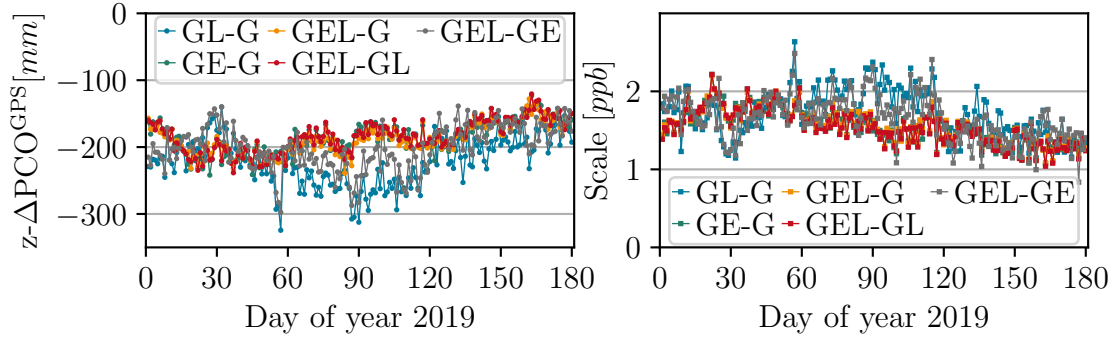 z-ΔPCO^GPS [mm]
0
−100
−200
−300
GL-G GEL-G GEL-GE
GE-G GEL-GL
0 30 60 90 120 150 180
Day of year 2019
Scale [ppb]
2
1
0
GL-G GEL-G GEL-GE
GE-G GEL-GL
0 30 60 90 120 150 180
Day of year 2019